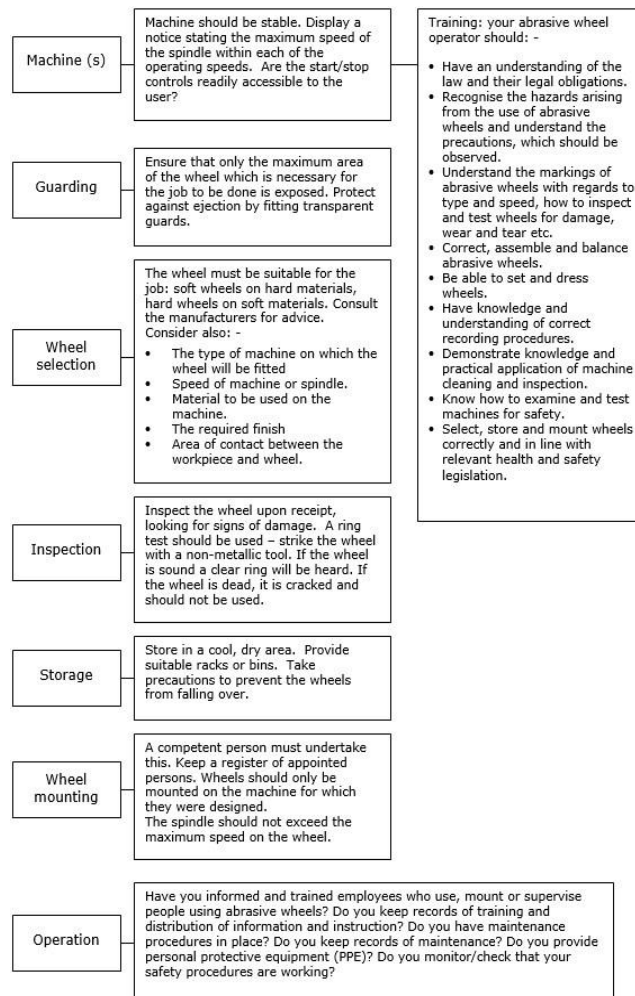 Machine (s)
Machine should be stable. Display a
notice stating the maximum speed of
the spindle within each of the
operating speeds.  Are the start/stop
controls readily accessible to the
user?
Training: your abrasive wheel
operator should: -
• Have an understanding of the
law and their legal obligations.
• Recognise the hazards arising
from the use of abrasive
wheels and understand the
precautions, which should be
observed.
• Understand the markings of
abrasive wheels with regards to
type and speed, how to inspect
and test wheels for damage,
wear and tear etc.
• Correct, assemble and balance
abrasive wheels.
• Be able to set and dress
wheels.
• Have knowledge and
understanding of correct
recording procedures.
• Demonstrate knowledge and
practical application of machine
cleaning and inspection.
• Know how to examine and test
machines for safety.
• Select, store and mount wheels
correctly and in line with
relevant health and safety
legislation.
Guarding
Ensure that only the maximum area
of the wheel which is necessary for
the job to be done is exposed. Protect
against ejection by fitting transparent
guards.
Wheel
selection
The wheel must be suitable for the
job: soft wheels on hard materials,
hard wheels on soft materials. Consult
the manufacturers for advice.
Consider also: -
• The type of machine on which the
wheel will be fitted
• Speed of machine or spindle.
• Material to be used on the
machine.
• The required finish
• Area of contact between the
workpiece and wheel.
Inspection
Inspect the wheel upon receipt,
looking for signs of damage.  A ring
test should be used – strike the wheel
with a non-metallic tool. If the wheel
is sound a clear ring will be heard. If
the wheel is dead, it is cracked and
should not be used.
Storage
Store in a cool, dry area.  Provide
suitable racks or bins.  Take
precautions to prevent the wheels
from falling over.
Wheel
mounting
A competent person must undertake
this. Keep a register of appointed
persons. Wheels should only be
mounted on the machine for which
they were designed.
The spindle should not exceed the
maximum speed on the wheel.
Operation
Have you informed and trained employees who use, mount or supervise
people using abrasive wheels? Do you keep records of training and
distribution of information and instruction? Do you have maintenance
procedures in place? Do you keep records of maintenance? Do you provide
personal protective equipment (PPE)? Do you monitor/check that your
safety procedures are working?